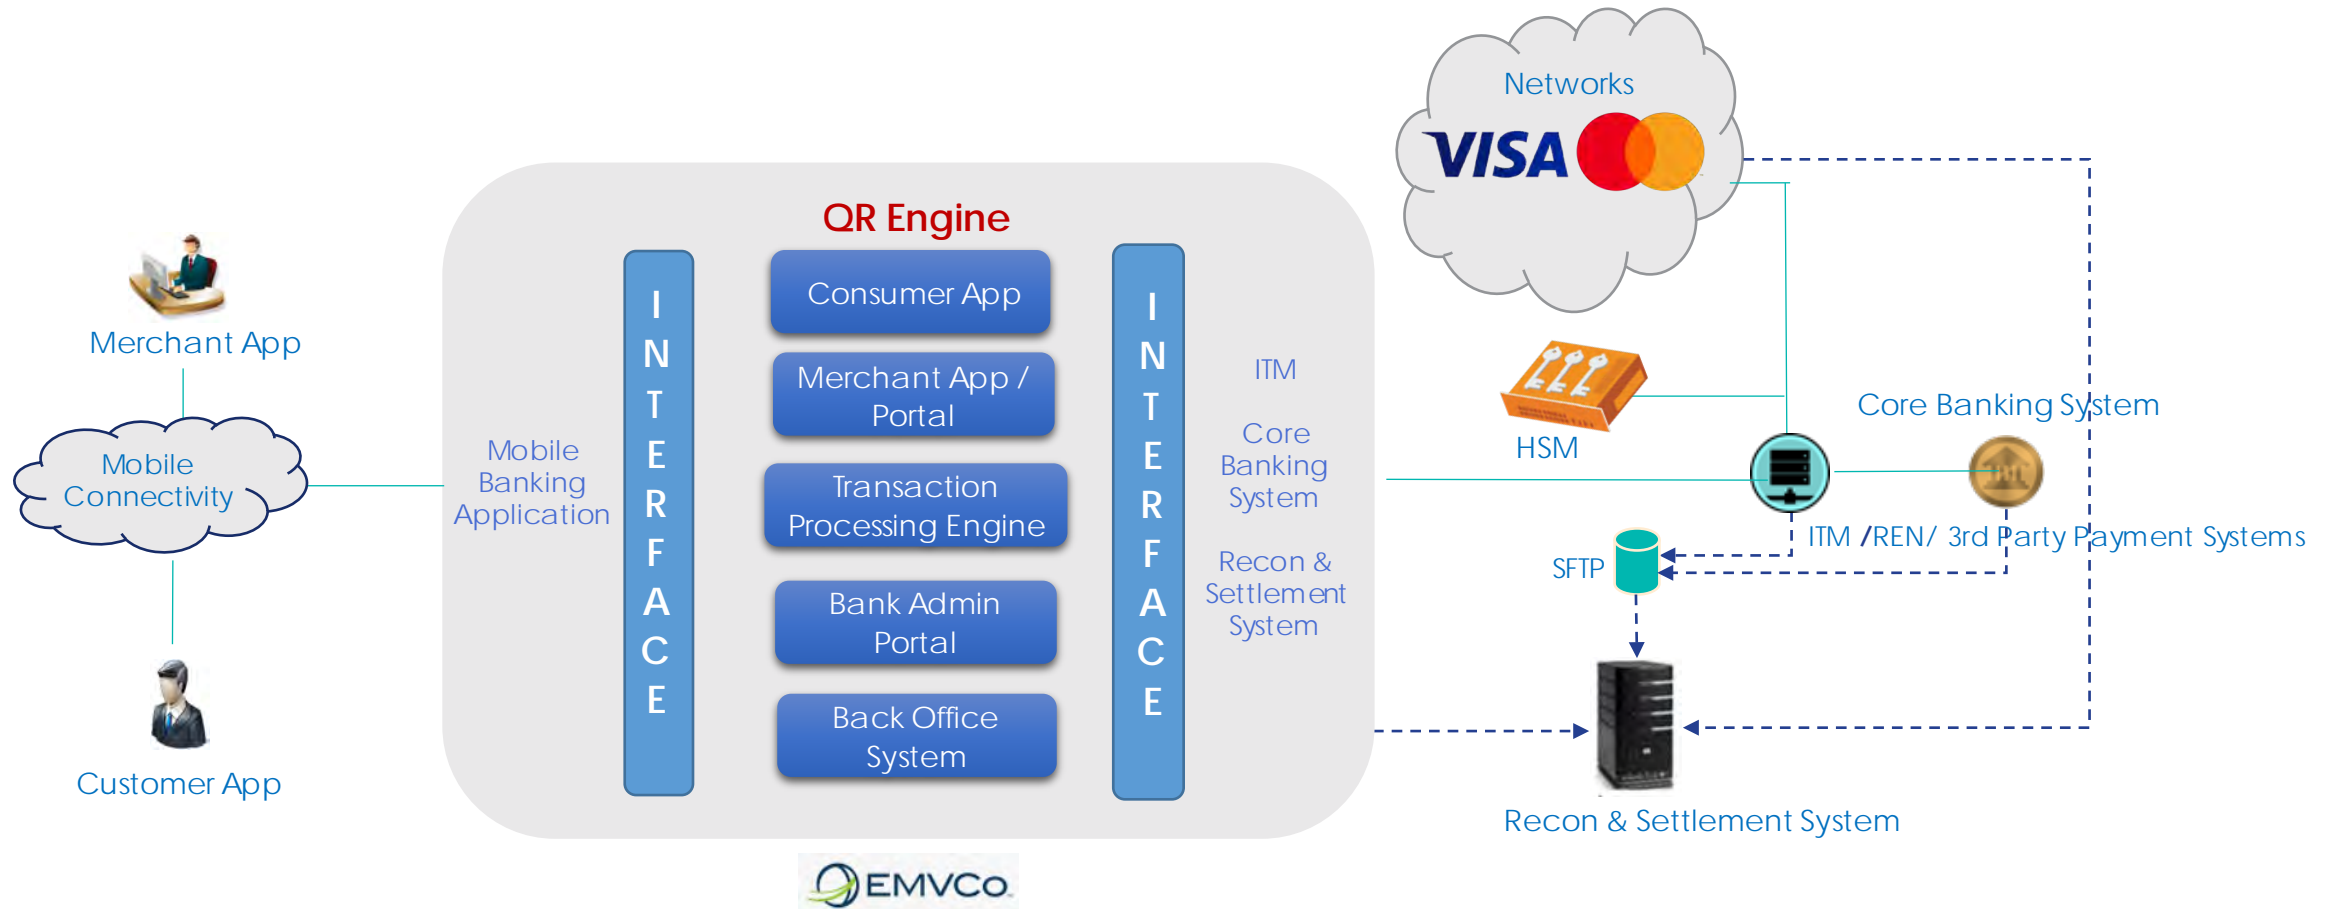 Networks
VISA
QR Engine
Consumer App
Merchant App /
Portal
Transaction
Processing Engine
Bank Admin
Portal
Back Office
System
I
N
T
E
R
F
A
C
E
I
N
T
E
R
F
A
C
E
Merchant App
Mobile
Connectivity
Customer App
Mobile
Banking
Application
ITM
Core
Banking
System
Recon &
Settlement
System
HSM
Core Banking System
ITM /REN/ 3rd Party Payment Systems
SFTP
Recon & Settlement System
EMVCo